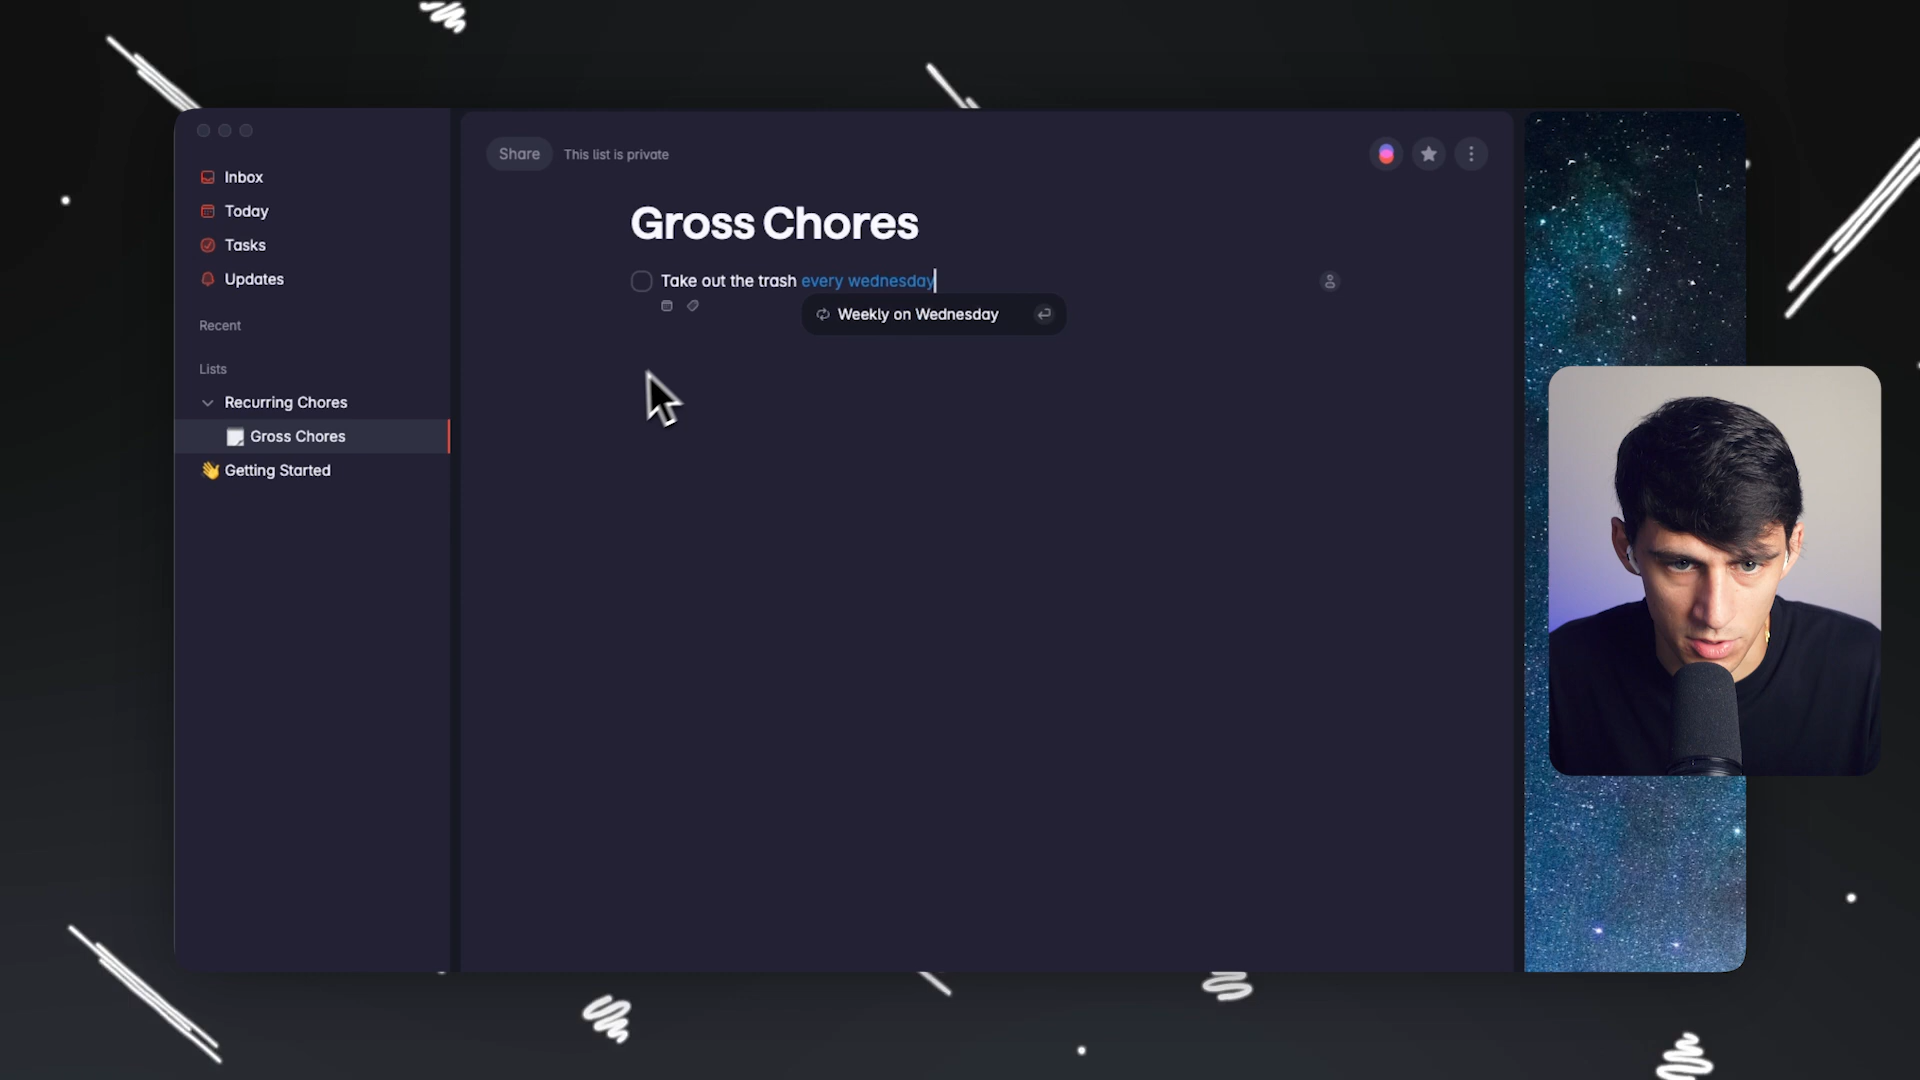 Share
This list is private
Inbox
Today
Tasks
Updates
Recent
Lists
Recurring Chores
Gross Chores
Getting Started
Gross Chores
Take out the trash every wednesday
Weekly on Wednesday